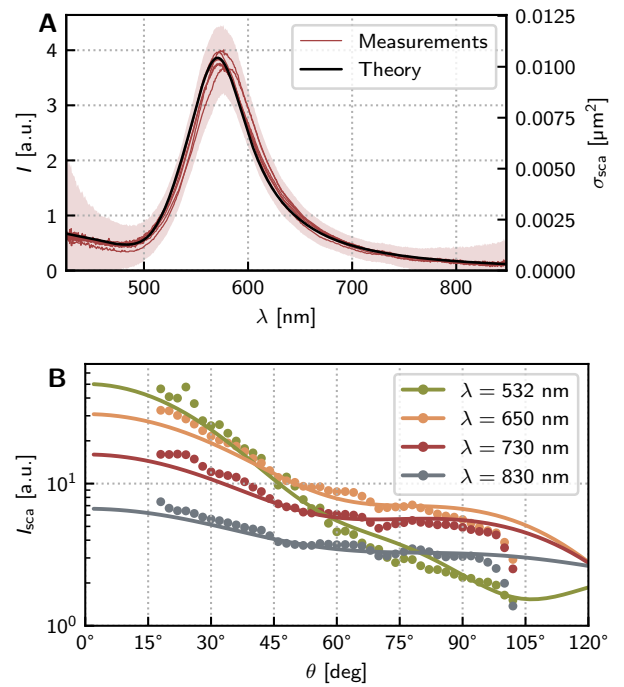 A
Measurements
Theory
I [a.u.]
0
1
2
3
4
σsca [µm²]
0.0000
0.0025
0.0050
0.0075
0.0100
0.0125
500
600
700
800
λ [nm]
B
λ = 532 nm
λ = 650 nm
λ = 730 nm
λ = 830 nm
Isca [a.u.]
10⁰
10¹
0° 15° 30° 45° 60° 75° 90° 105° 120°
θ [deg]